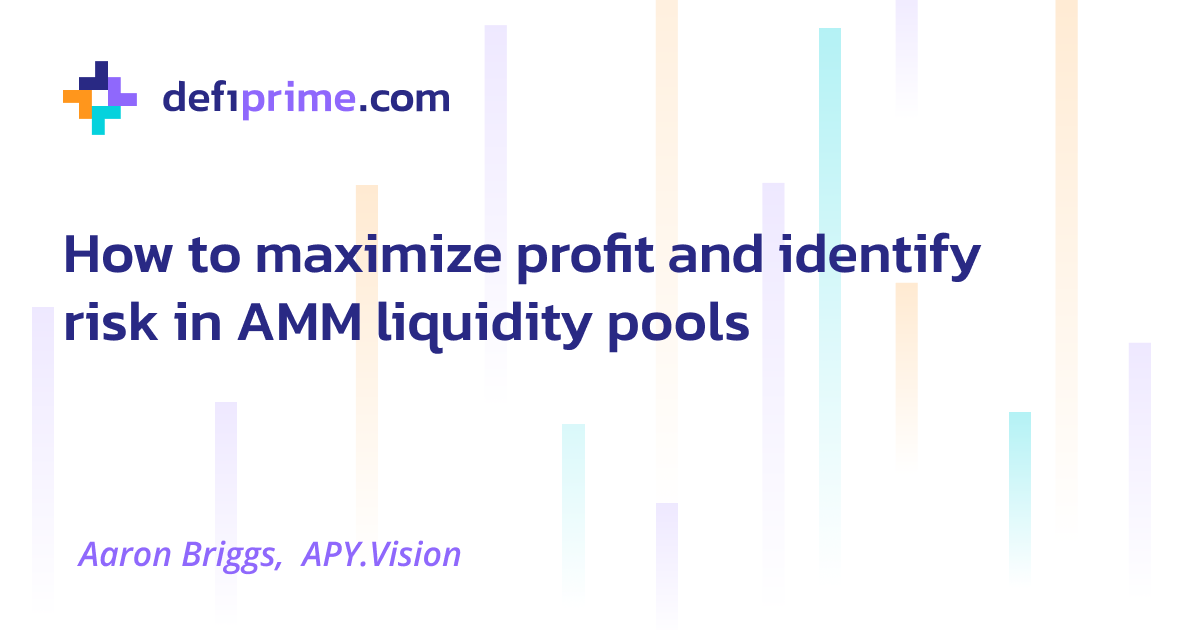 defiprime.com
How to maximize profit and identify
risk in AMM liquidity pools
Aaron Briggs, APY.Vision